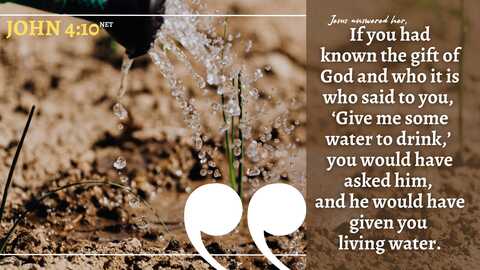 JOHN 4:10 NET
Jesus answered her,
If you had
known the gift of
God and who it is
who said to you,
‘Give me some
water to drink,’
you would have
asked him,
and he would have
given you
living water.